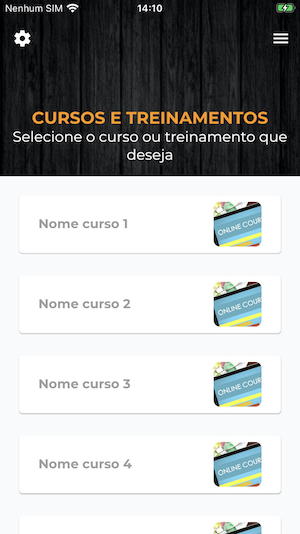 Nenhum SIM 14:10
CURSOS E TREINAMENTOS
Selecione o curso ou treinamento que
deseja
Nome curso 1
ONLINE COUR
Nome curso 2
ONLINE COUR
Nome curso 3
ONLINE COUR
Nome curso 4
ONLINE COUR